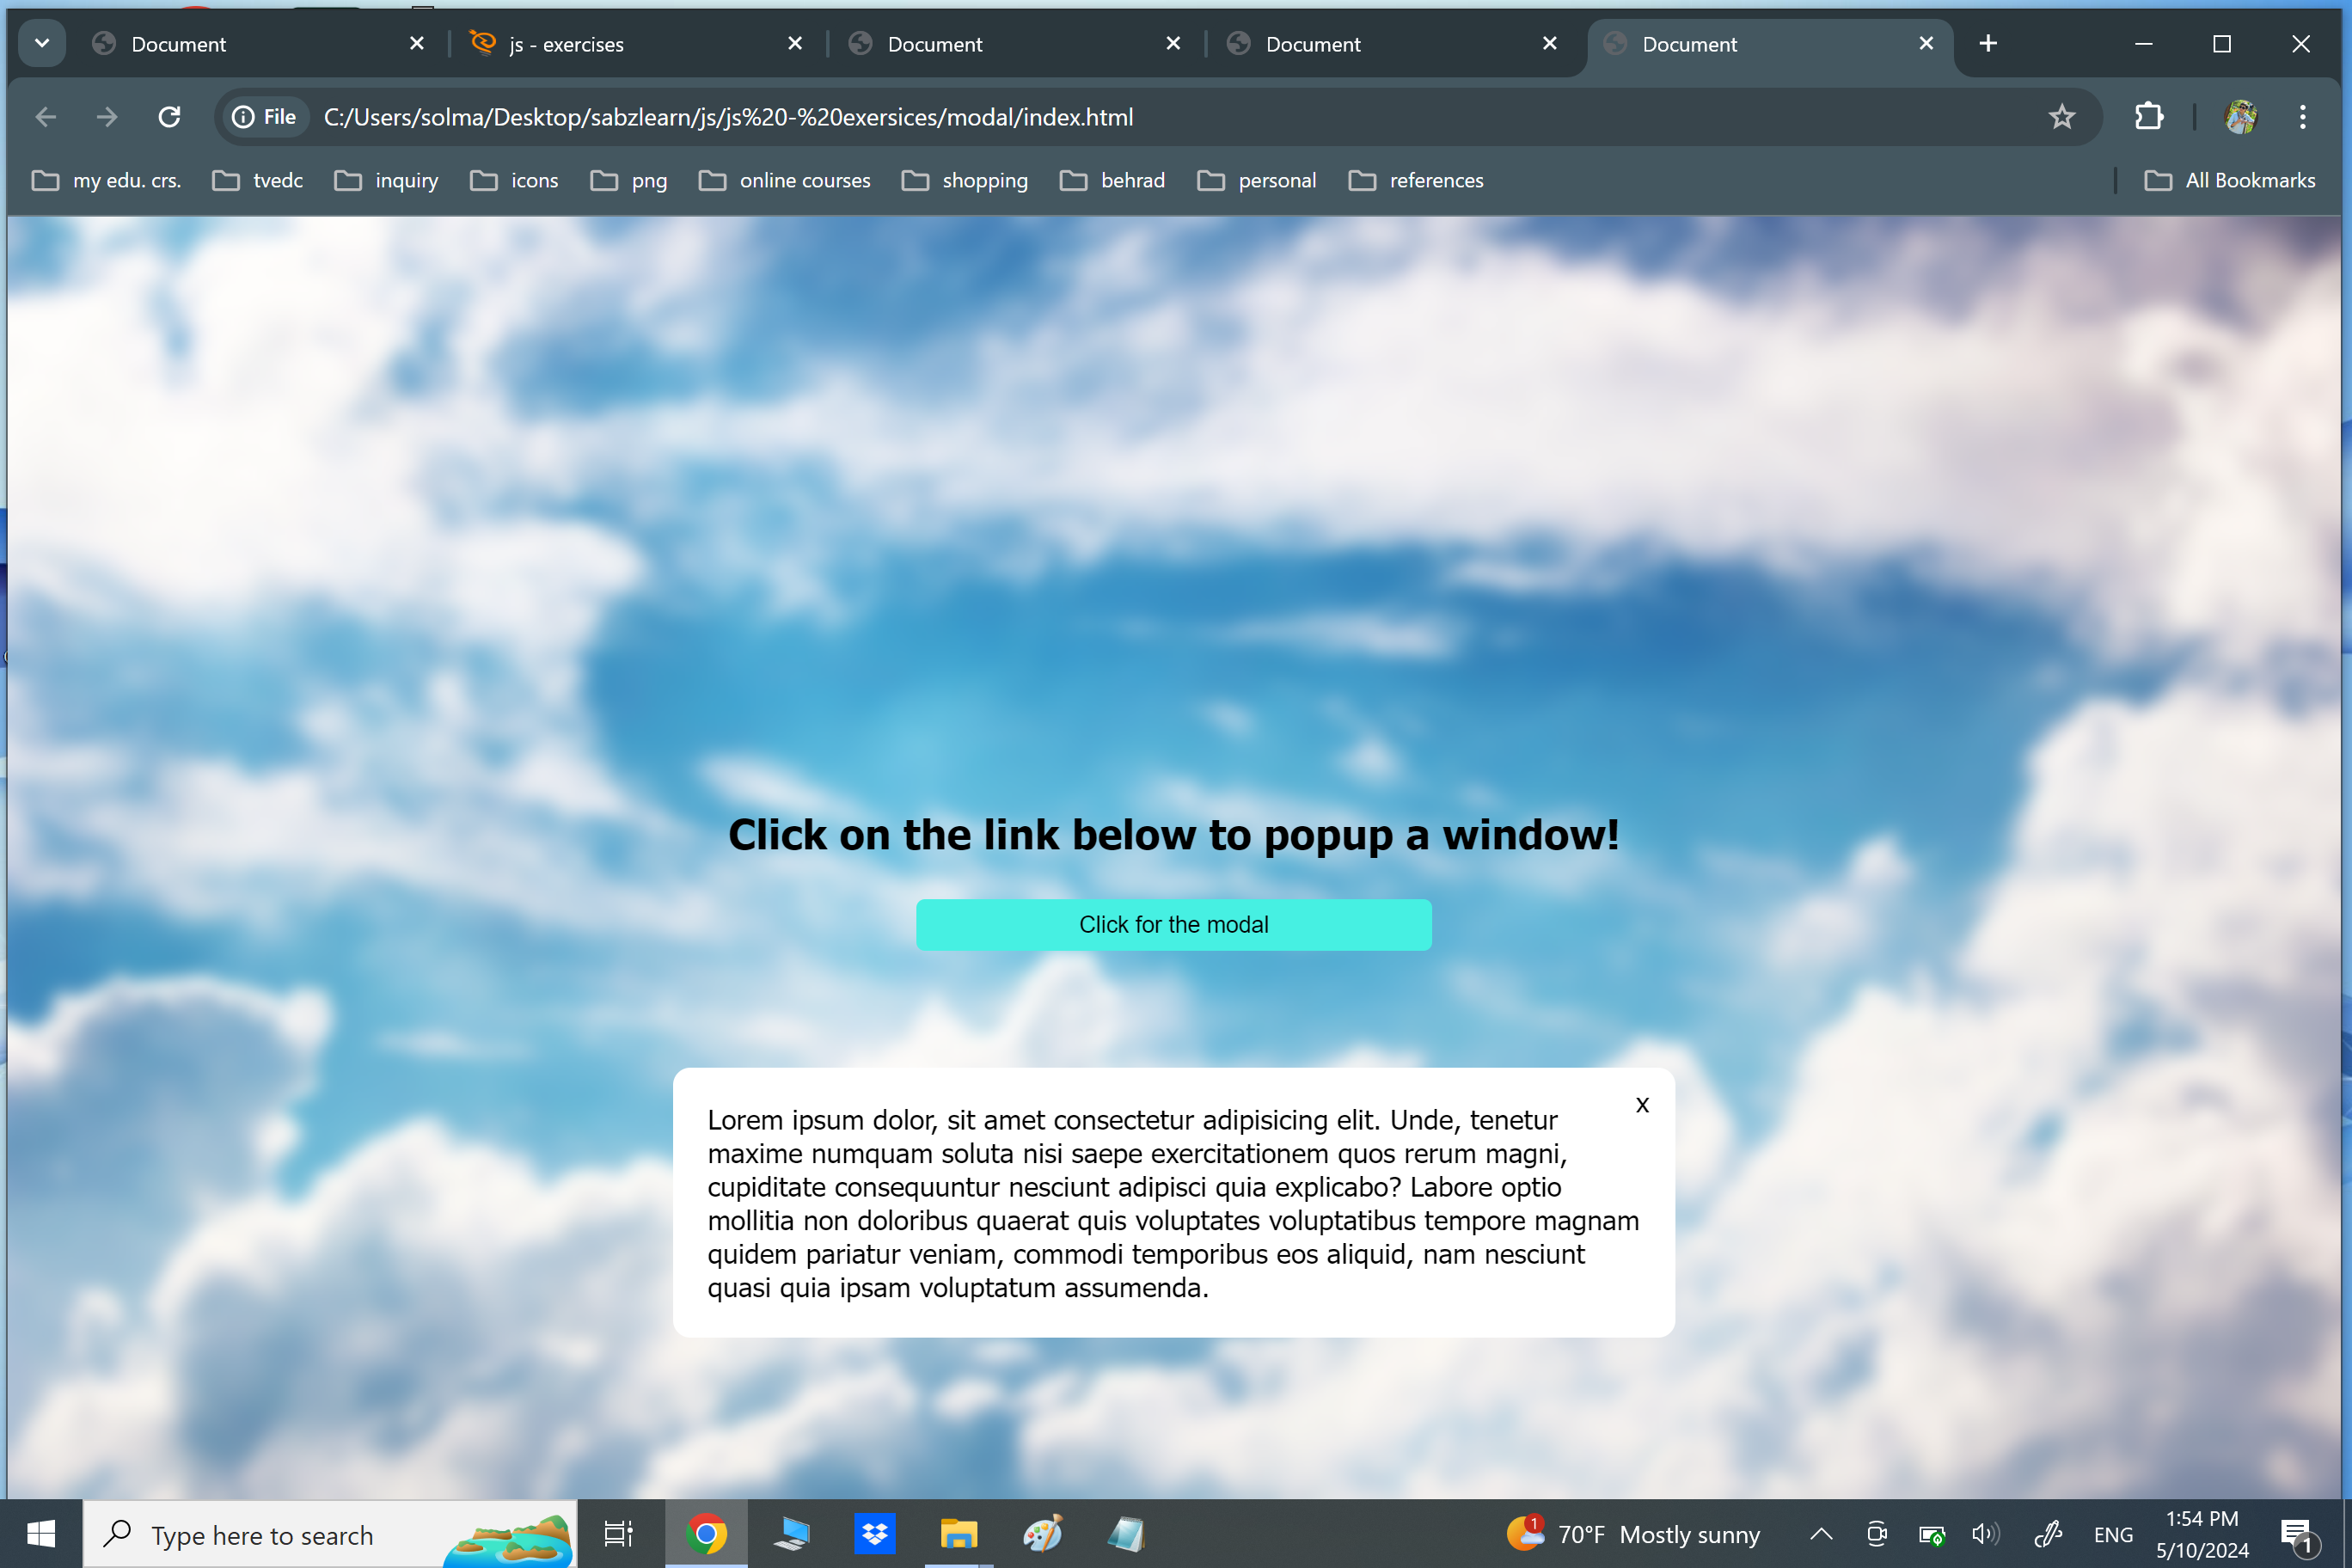 Document
js - exercises
Document
Document
Document
File
C:/Users/solma/Desktop/sabzlearn/js/js%20-%20exersices/modal/index.html
my edu. crs.
tvedc
inquiry
icons
png
online courses
shopping
behrad
personal
references
All Bookmarks
Click on the link below to popup a window!
Click for the modal
x
Lorem ipsum dolor, sit amet consectetur adipisicing elit. Unde, tenetur
maxime numquam soluta nisi saepe exercitationem quos rerum magni,
cupiditate consequuntur nesciunt adipisci quia explicabo? Labore optio
mollitia non doloribus quaerat quis voluptates voluptatibus tempore magnam
quidem pariatur veniam, commodi temporibus eos aliquid, nam nesciunt
quasi quia ipsam voluptatum assumenda.
Type here to search
1
70°F Mostly sunny
ENG
1:54 PM
5/10/2024
1